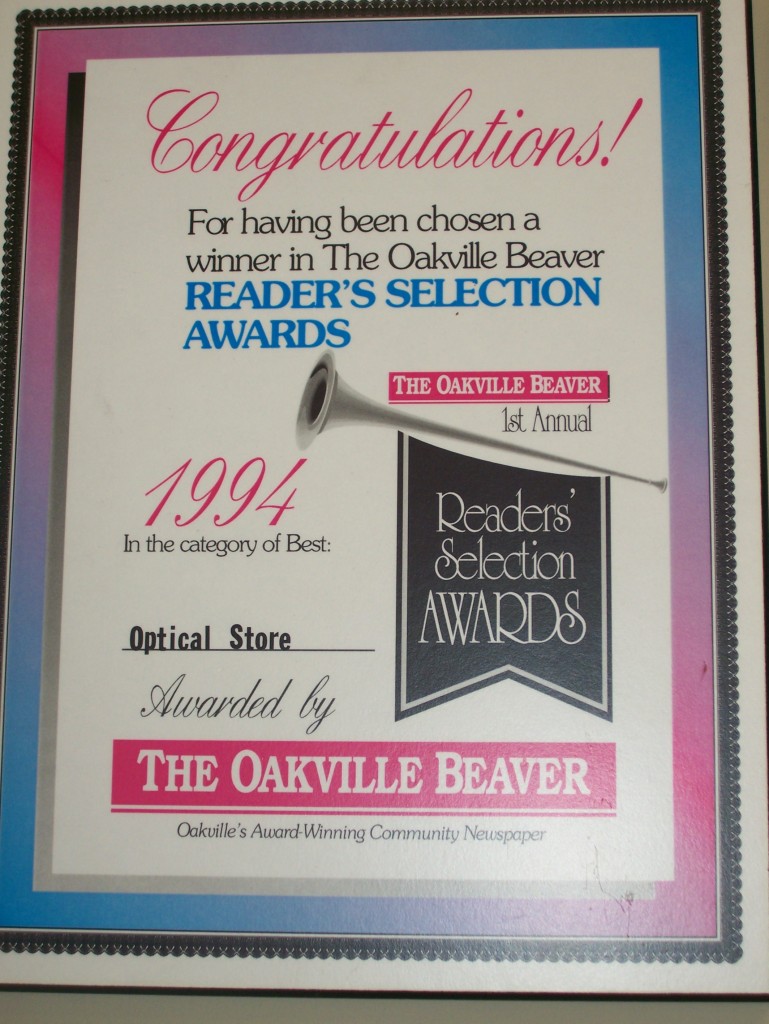 Congratulations!
For having been chosen a
winner in The Oakville Beaver
READER'S SELECTION
AWARDS
THE OAKVILLE BEAVER
1st Annual
Readers'
Selection
AWARDS
1994
In the category of Best:
Optical Store
Awarded by
THE OAKVILLE BEAVER
Oakville's Award-Winning Community Newspaper